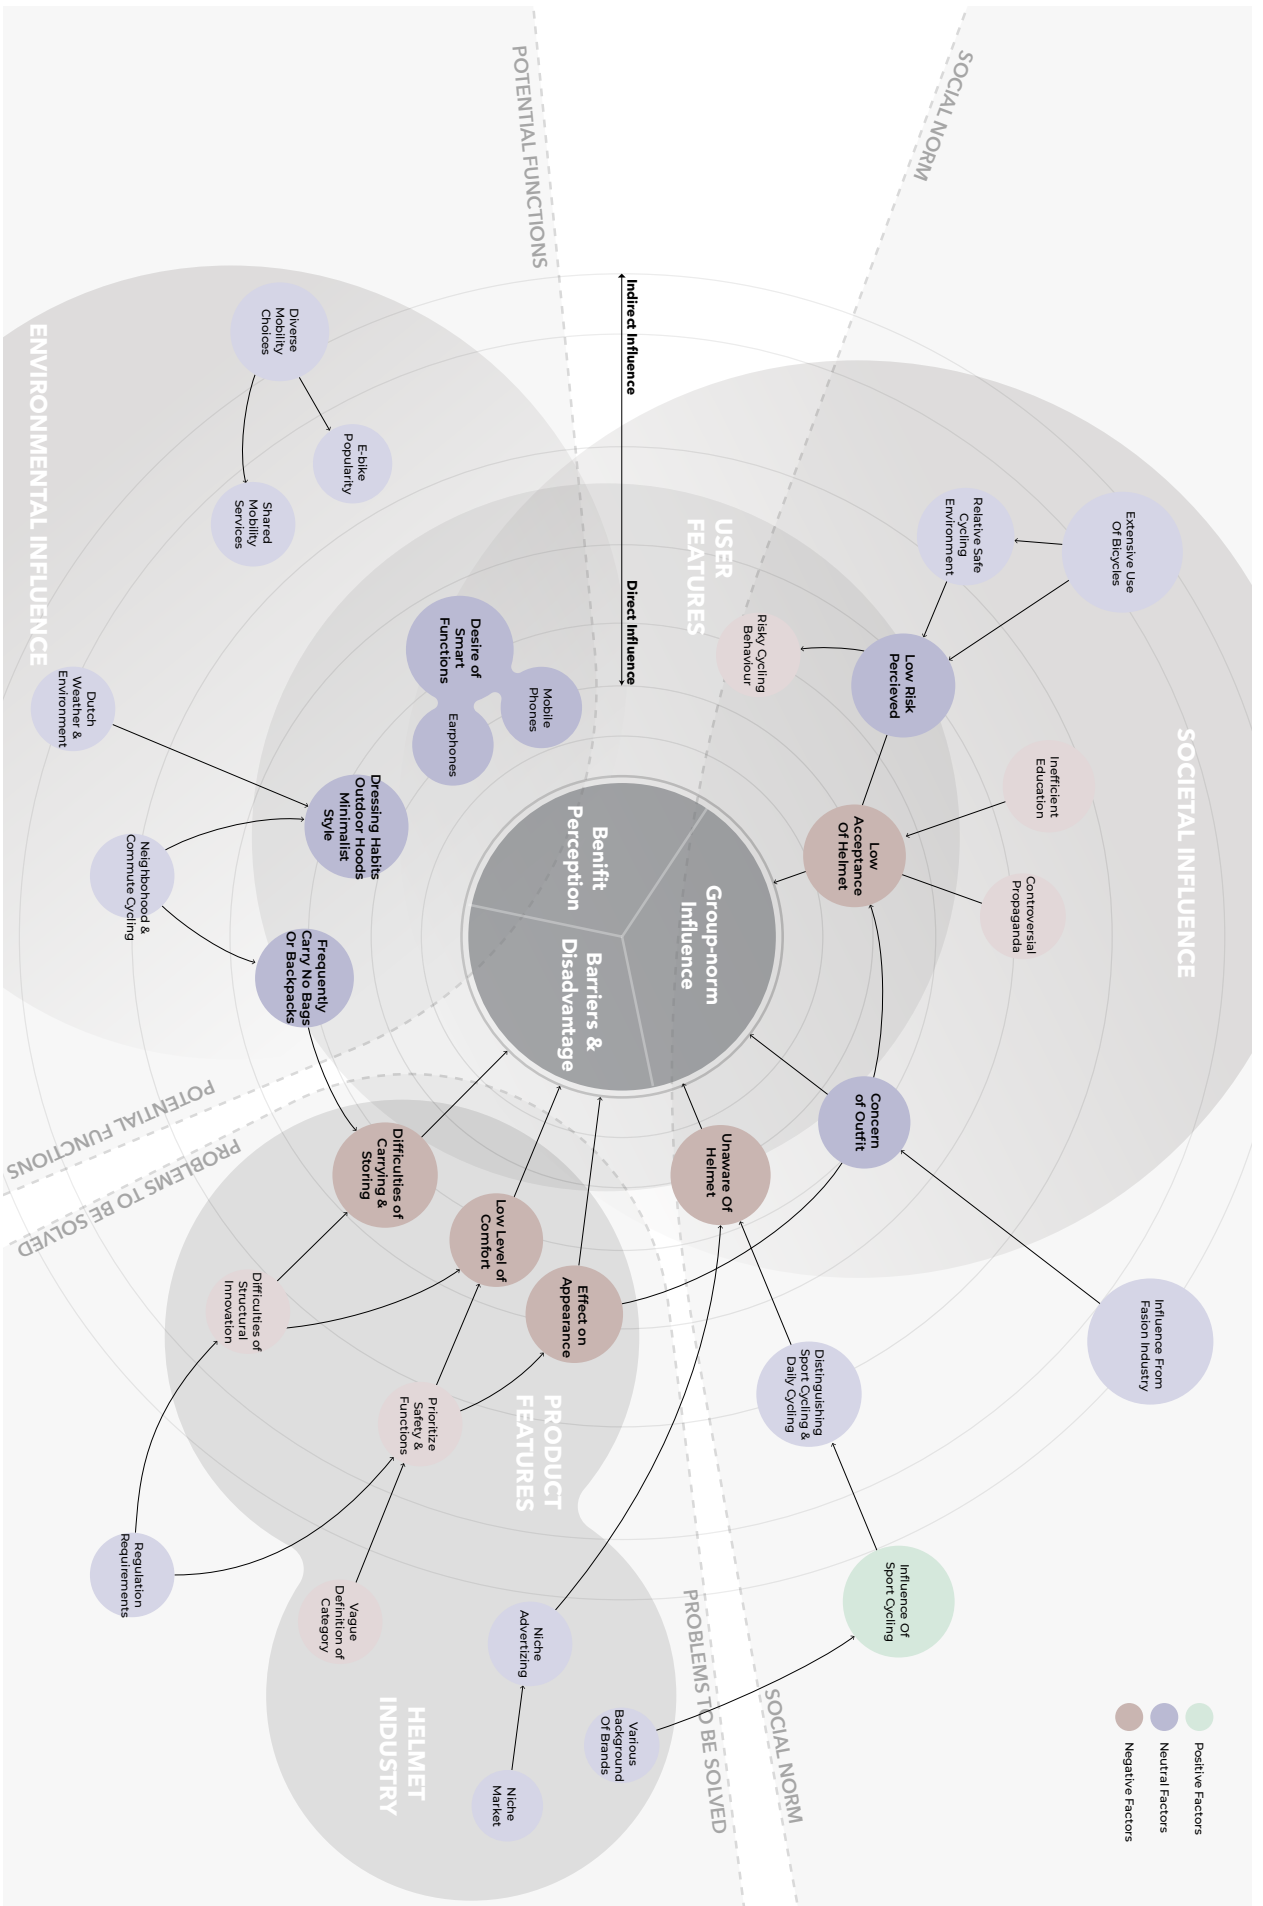 SOCIETAL INFLUENCE
ENVIRONMENTAL INFLUENCE
USER
FEATURES
PRODUCT
FEATURES
HELMET
INDUSTRY
SOCIAL NORM
SOCIAL NORM
POTENTIAL FUNCTIONS
POTENTIAL FUNCTIONS
PROBLEMS TO BE SOLVED
PROBLEMS TO BE SOLVED
Indirect Influence
Direct Influence
Group-norm
Influence
Benifit
Perception
Barriers &
Disadvantage
Extensive Use
Of Bicycles
Relative Safe
Cycling
Environment
Low Risk
Percieved
Risky Cycling
Behaviour
Inefficient
Education
Controversial
Propaganda
Low
Acceptance
Of Helmet
Concern
of Outfit
Influence From
Fasion Industry
Unaware Of
Helmet
Distinguishing
Sport Cycling &
Daily Cycling
Influence Of
Sport Cycling
Various
Background
Of Brands
Niche
Advertizing
Niche
Market
Effect on
Appearance
Low Level of
Comfort
Difficulties of
Carrying &
Storing
Difficulties of
Structural
Innovation
Prioritize
Safety &
Functions
Vague
Definition of
Category
Regulation
Requirements
Frequently
Carry No Bags
Or Backpacks
Dressing Habits
Outdoor Hoods
Minimalist
Style
Neighbohood &
Commute Cycling
Dutch
Weather &
Environment
Desire of
Smart
Functions
Mobile
Phones
Earphones
Diverse
Mobility
Choices
E-bike
Popularity
Shared
Mobility
Services
Positive Factors
Neutral Factors
Negative Factors